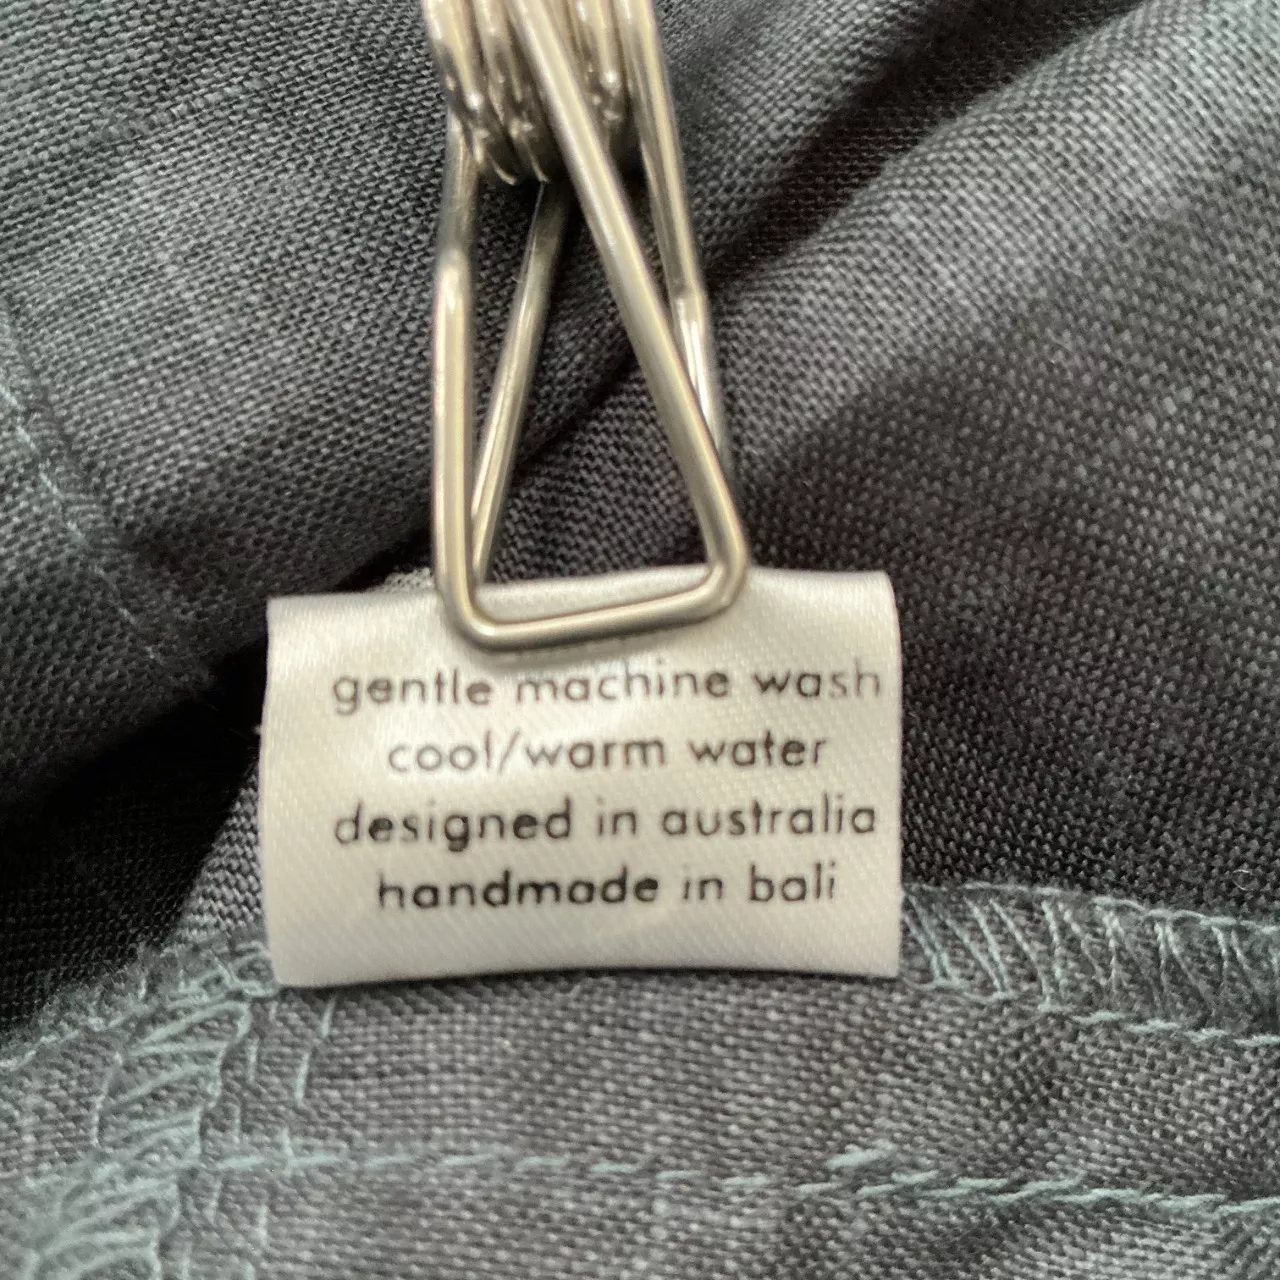 gentle machine wash
cool/warm water
designed in australia
handmade in bali